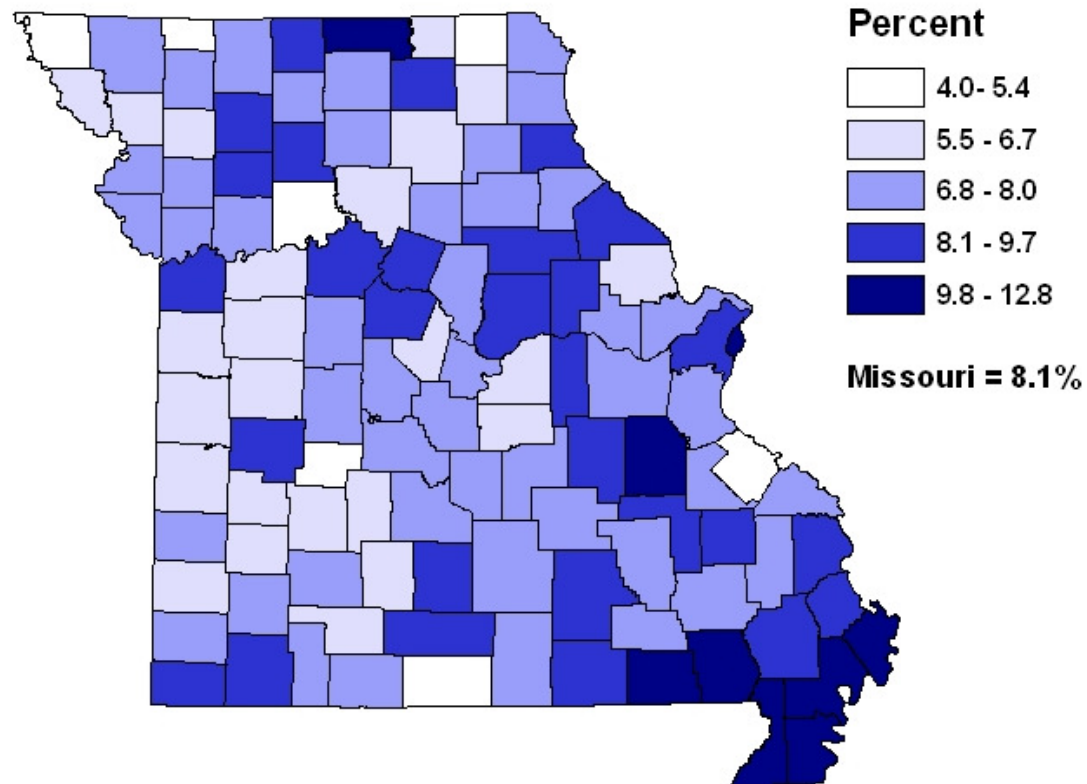 Percent
4.0- 5.4
5.5 - 6.7
6.8 - 8.0
8.1 - 9.7
9.8 - 12.8
Missouri = 8.1%